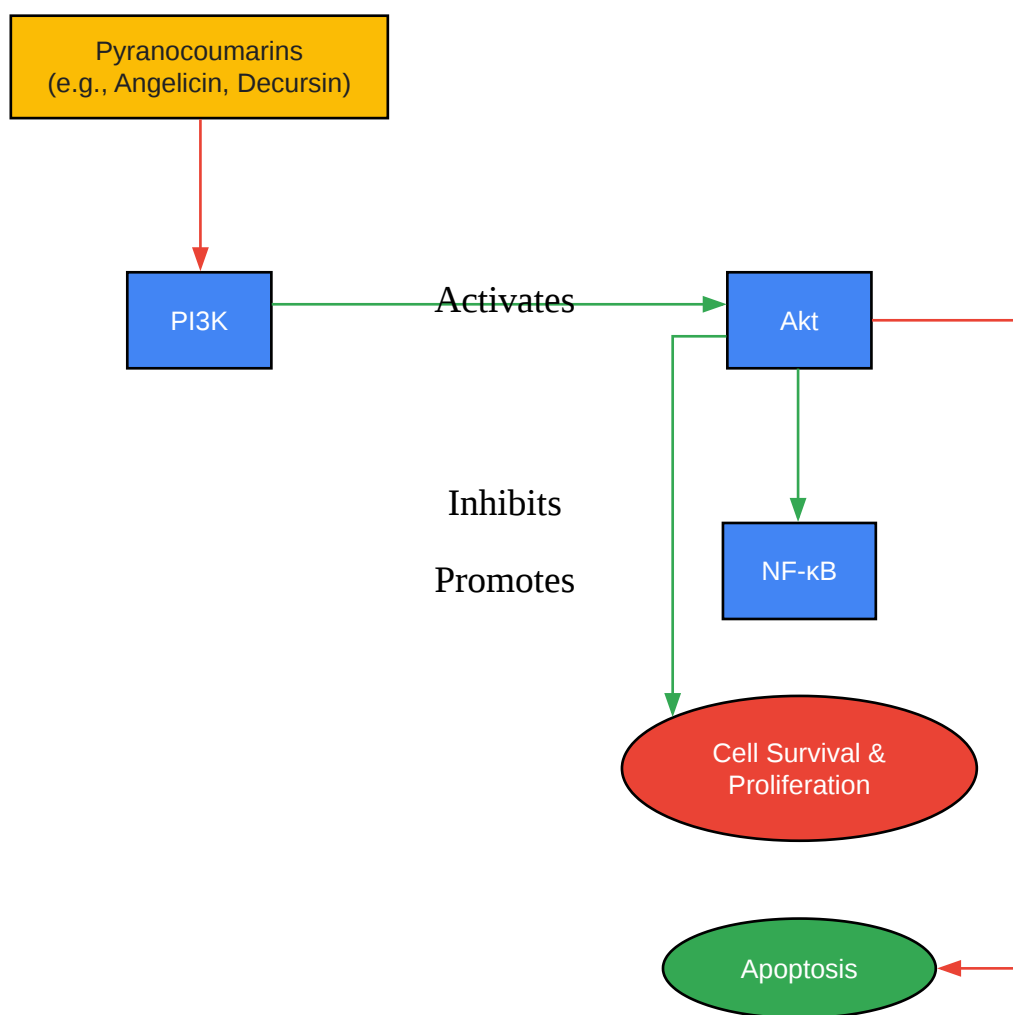 Pyranocoumarins
(e.g., Angelicin, Decursin)
PI3K
Activates
Akt
Inhibits
NF-κB
Promotes
Cell Survival &
Proliferation
Apoptosis